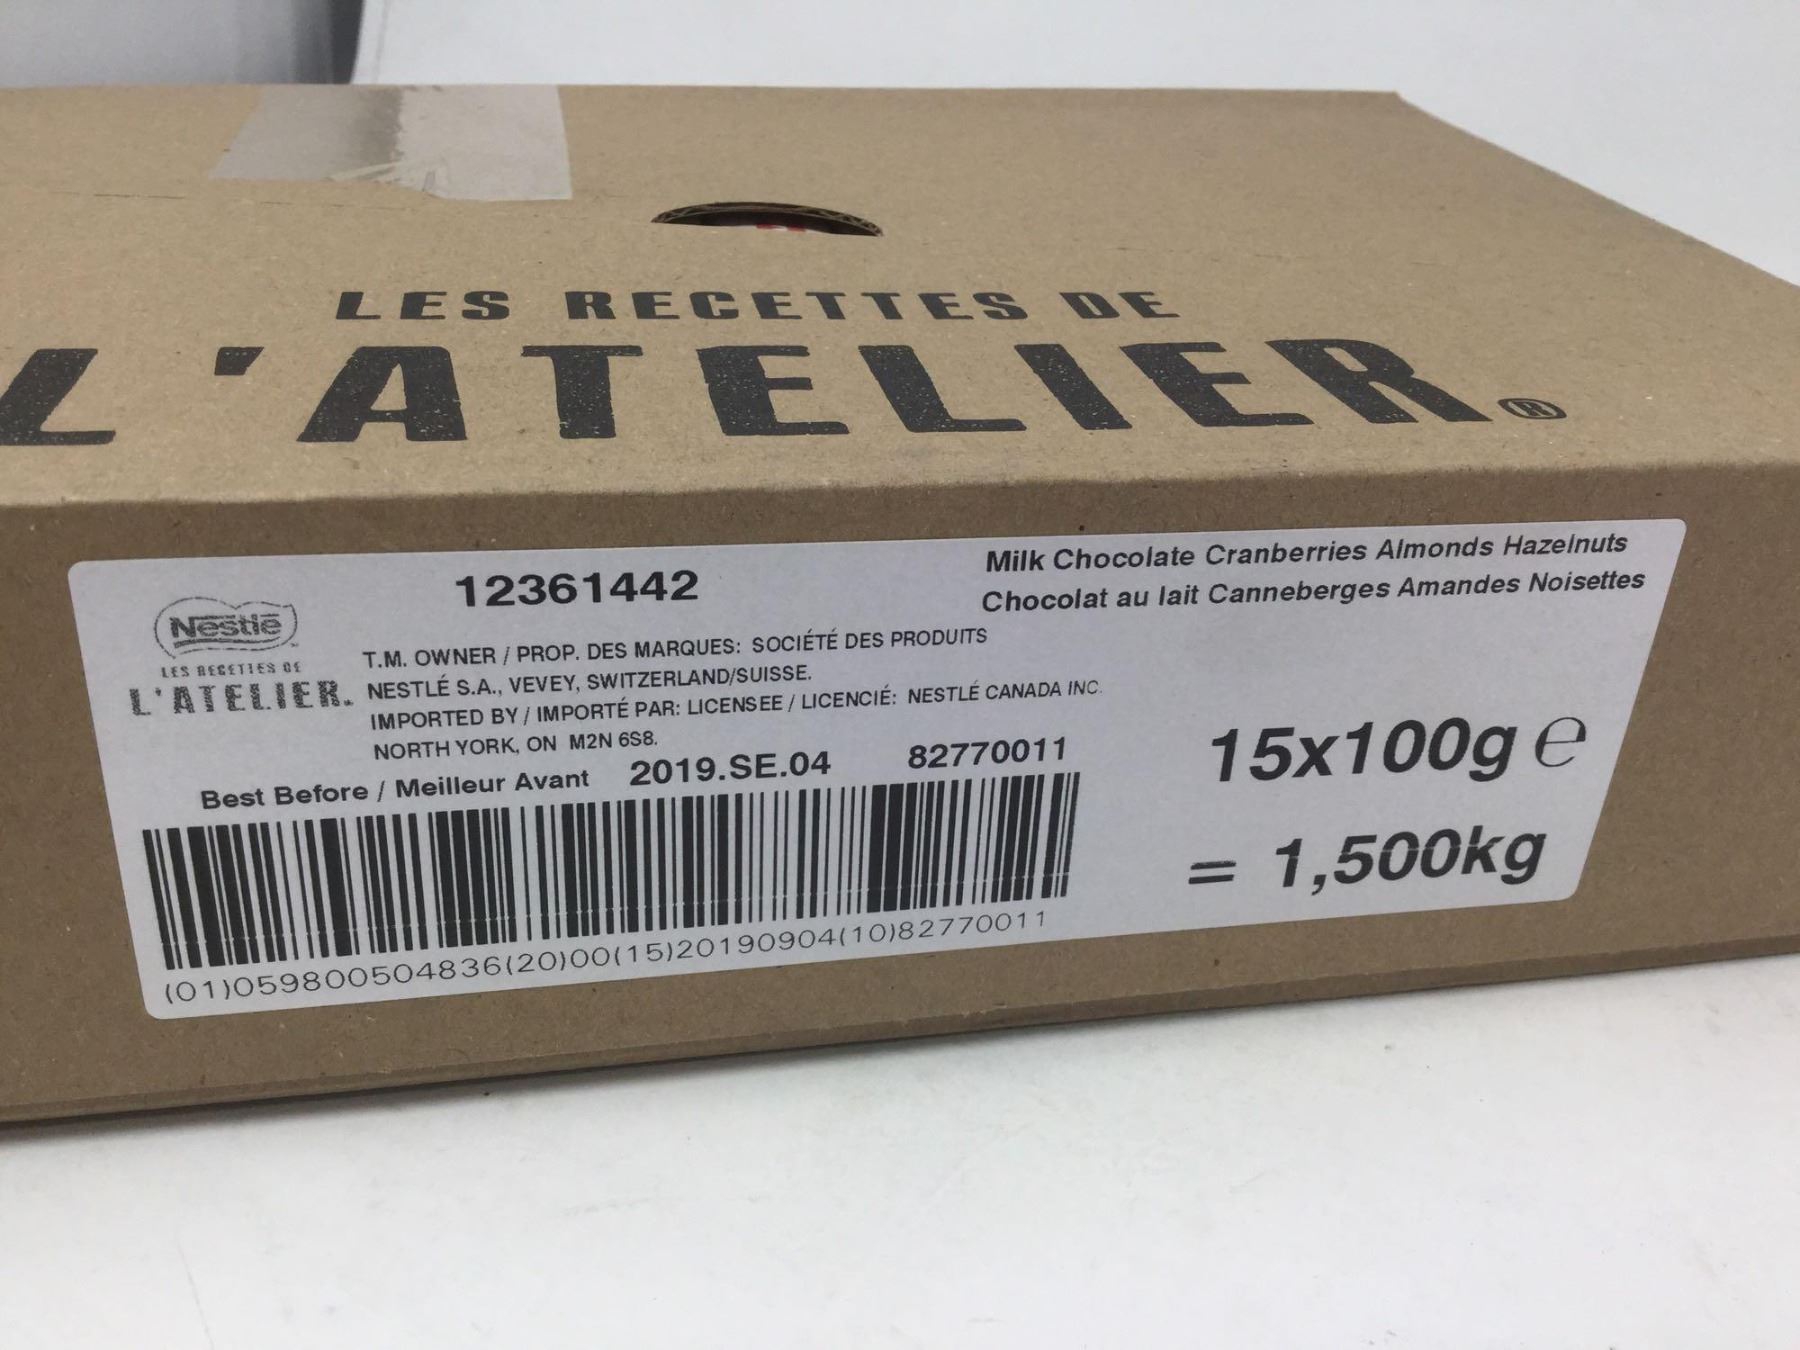 LES RECETTES DE
L'ATELIER®
12361442
Milk Chocolate Cranberries Almonds Hazelnuts
Chocolat au lait Canneberges Amandes Noisettes
Nestlé
LES RECETTES DE
L'ATELIER.
T.M. OWNER / PROP. DES MARQUES: SOCIÉTÉ DES PRODUITS
NESTLÉ S.A., VEVEY, SWITZERLAND/SUISSE.
IMPORTED BY / IMPORTÉ PAR: LICENSEE / LICENCIÉ: NESTLÉ CANADA INC.
NORTH YORK, ON M2N 6S8.
Best Before / Meilleur Avant 2019.SE.04 82770011
15x100g ℮
= 1,500kg
(01)059800504836(20)00(15)20190904(10)82770011